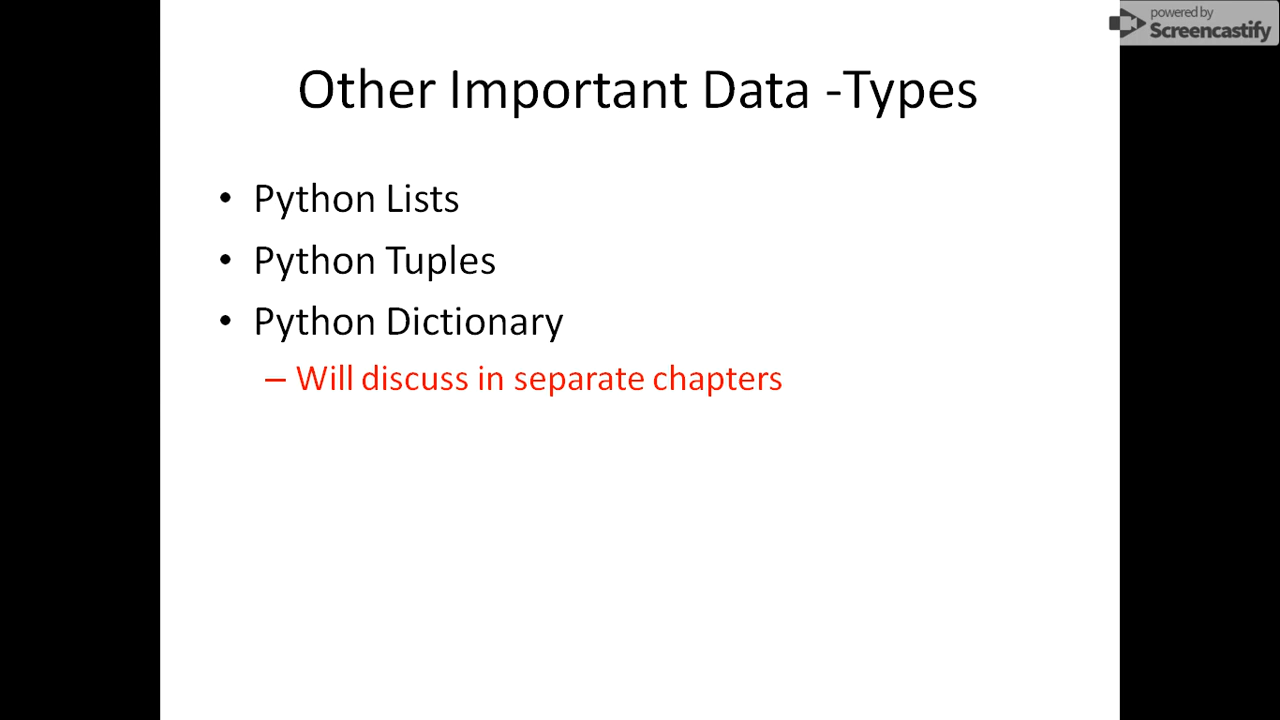 powered by
Screencastify
Other Important Data -Types
• Python Lists
• Python Tuples
• Python Dictionary
– Will discuss in separate chapters